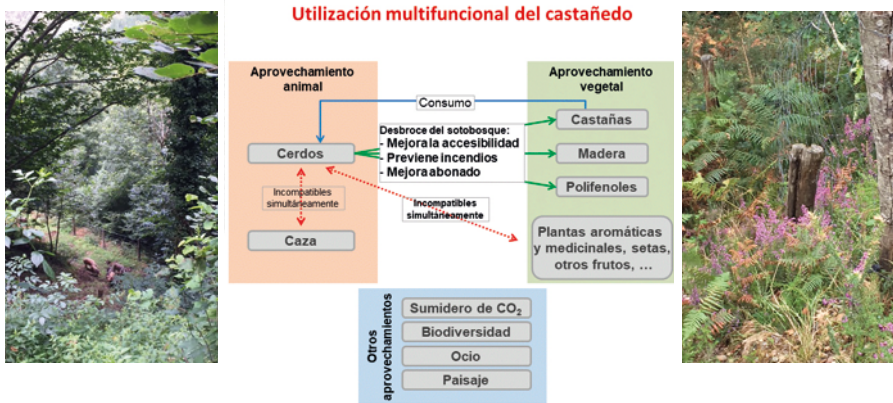 Utilización multifuncional del castañedo
Aprovechamiento
animal
Aprovechamiento
vegetal
Consumo
Castañas
Desbroce del sotobosque:
- Mejora la accesibilidad
- Previene incendios
- Mejora abonado
Cerdos
Madera
Polifenoles
Incompatibles
simultáneamente
Incompatibles
simultáneamente
Caza
Plantas aromáticas
y medicinales, setas,
otros frutos, ...
Otros
aprovechamientos
Sumidero de CO₂
Biodiversidad
Ocio
Paisaje